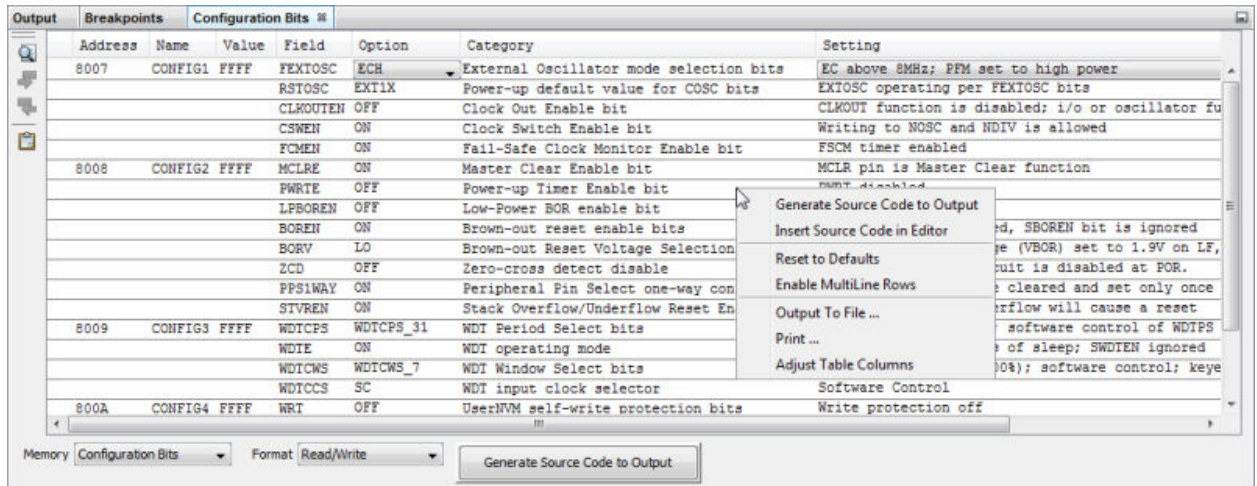 Output Breakpoints Configuration Bits
Address Name Value Field Option Category Setting
8007 CONFIG1 FFFF FEXTOSC ECH External Oscillator mode selection bits EC above 8MHz; PFM set to high power
RSTOSC EXT1X Power-up default value for COSC bits EXTOSC operating per FEXTOSC bits
CLKOUTEN OFF Clock Out Enable bit CLKOUT function is disabled; i/o or oscillator fu
CSWEN ON Clock Switch Enable bit Writing to NOSC and NDIV is allowed
FCMEN ON Fail-Safe Clock Monitor Enable bit FSCM timer enabled
8008 CONFIG2 FFFF MCLRE ON Master Clear Enable bit MCLR pin is Master Clear function
PWRTE OFF Power-up Timer Enable bit PWRT disabled
LPBOREN OFF Low-Power BOR enable bit Generate Source Code to Output
BOREN ON Brown-out reset enable bits Insert Source Code in Editor ed, SBOREN bit is ignored
BORV LO Brown-out Reset Voltage Selection ge (VBOR) set to 1.9V on LF,
Reset to Defaults
ZCD OFF Zero-cross detect disable cuit is disabled at POR.
PPS1WAY ON Peripheral Pin Select one-way con Enable MultiLine Rows cleared and set only once
STVREN ON Stack Overflow/Underflow Reset En Output To File ... erflow will cause a reset
8009 CONFIG3 FFFF WDTCPS WDTCPS_31 WDT Period Select bits software control of WDTPS
Print ...
WDTE ON WDT operating mode of sleep; SWDTEN ignored
WDTCWS WDTCWS_7 WDT Window Select bits Adjust Table Columns 00%); software control; keye
WDTCCS SC WDT input clock selector Software Control
800A CONFIG4 FFFF WRT OFF UserNVM self-write protection bits Write protection off
Memory Configuration Bits Format Read/Write Generate Source Code to Output